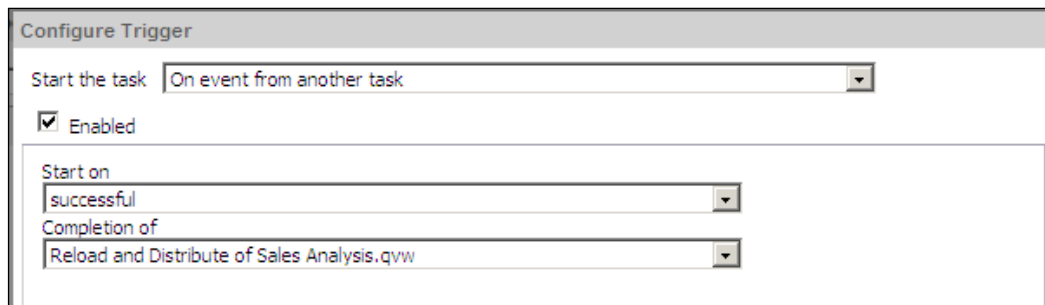 Configure Trigger
Start the task On event from another task
Enabled
Start on
successful
Completion of
Reload and Distribute of Sales Analysis.qvw